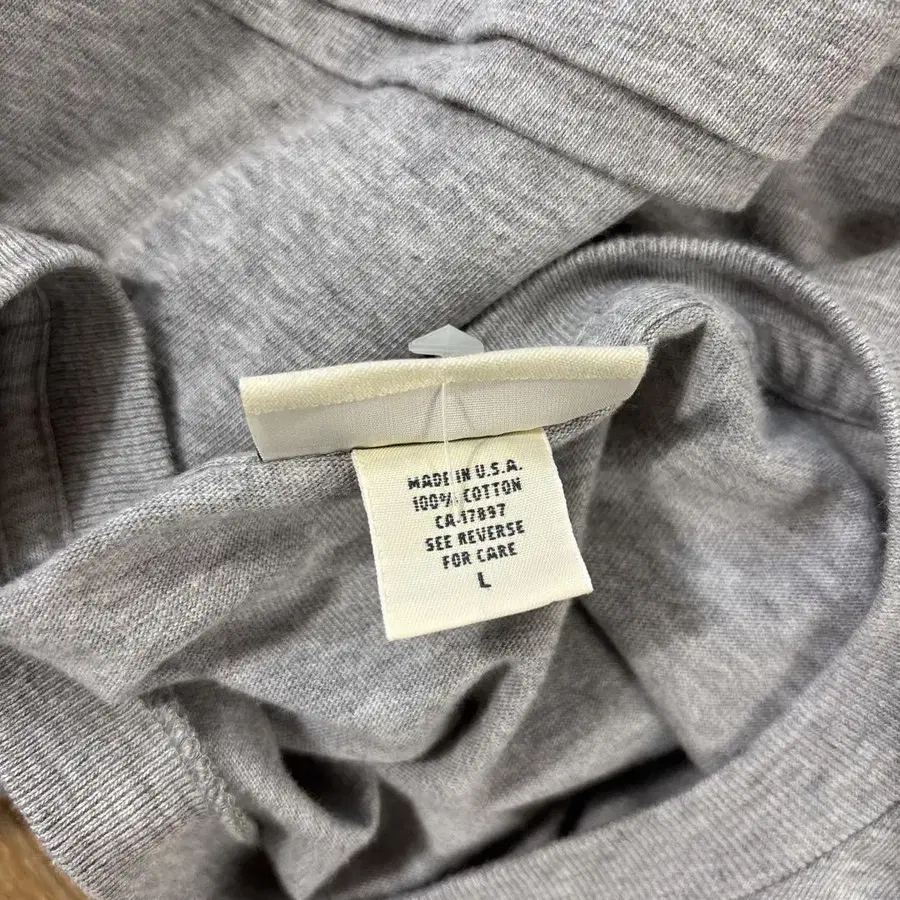 MADE IN U.S.A.
100% COTTON
CA-17897
SEE REVERSE
FOR CARE
L